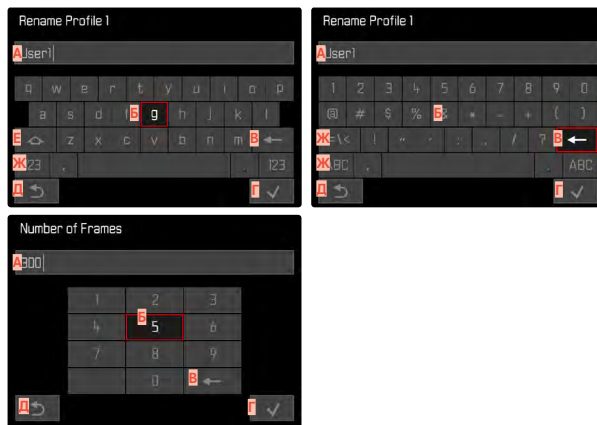 Rename Profile 1
А User1
q w e r t y u i o p
a s d f Б g h j k l
Е z x c v b n m В ←
Ж 123 , . 123
Д Г ✓
Rename Profile 1
А User1
1 2 3 4 5 6 7 8 9 0
@ # $ % Б & * - + ( )
Ж =\< ! : / ? В ←
Ж ABC , . ABC
Д Г ✓
Number of Frames
А 300
1 2 3
4 Б 5 6
7 8 9
0 В ←
Д Г ✓